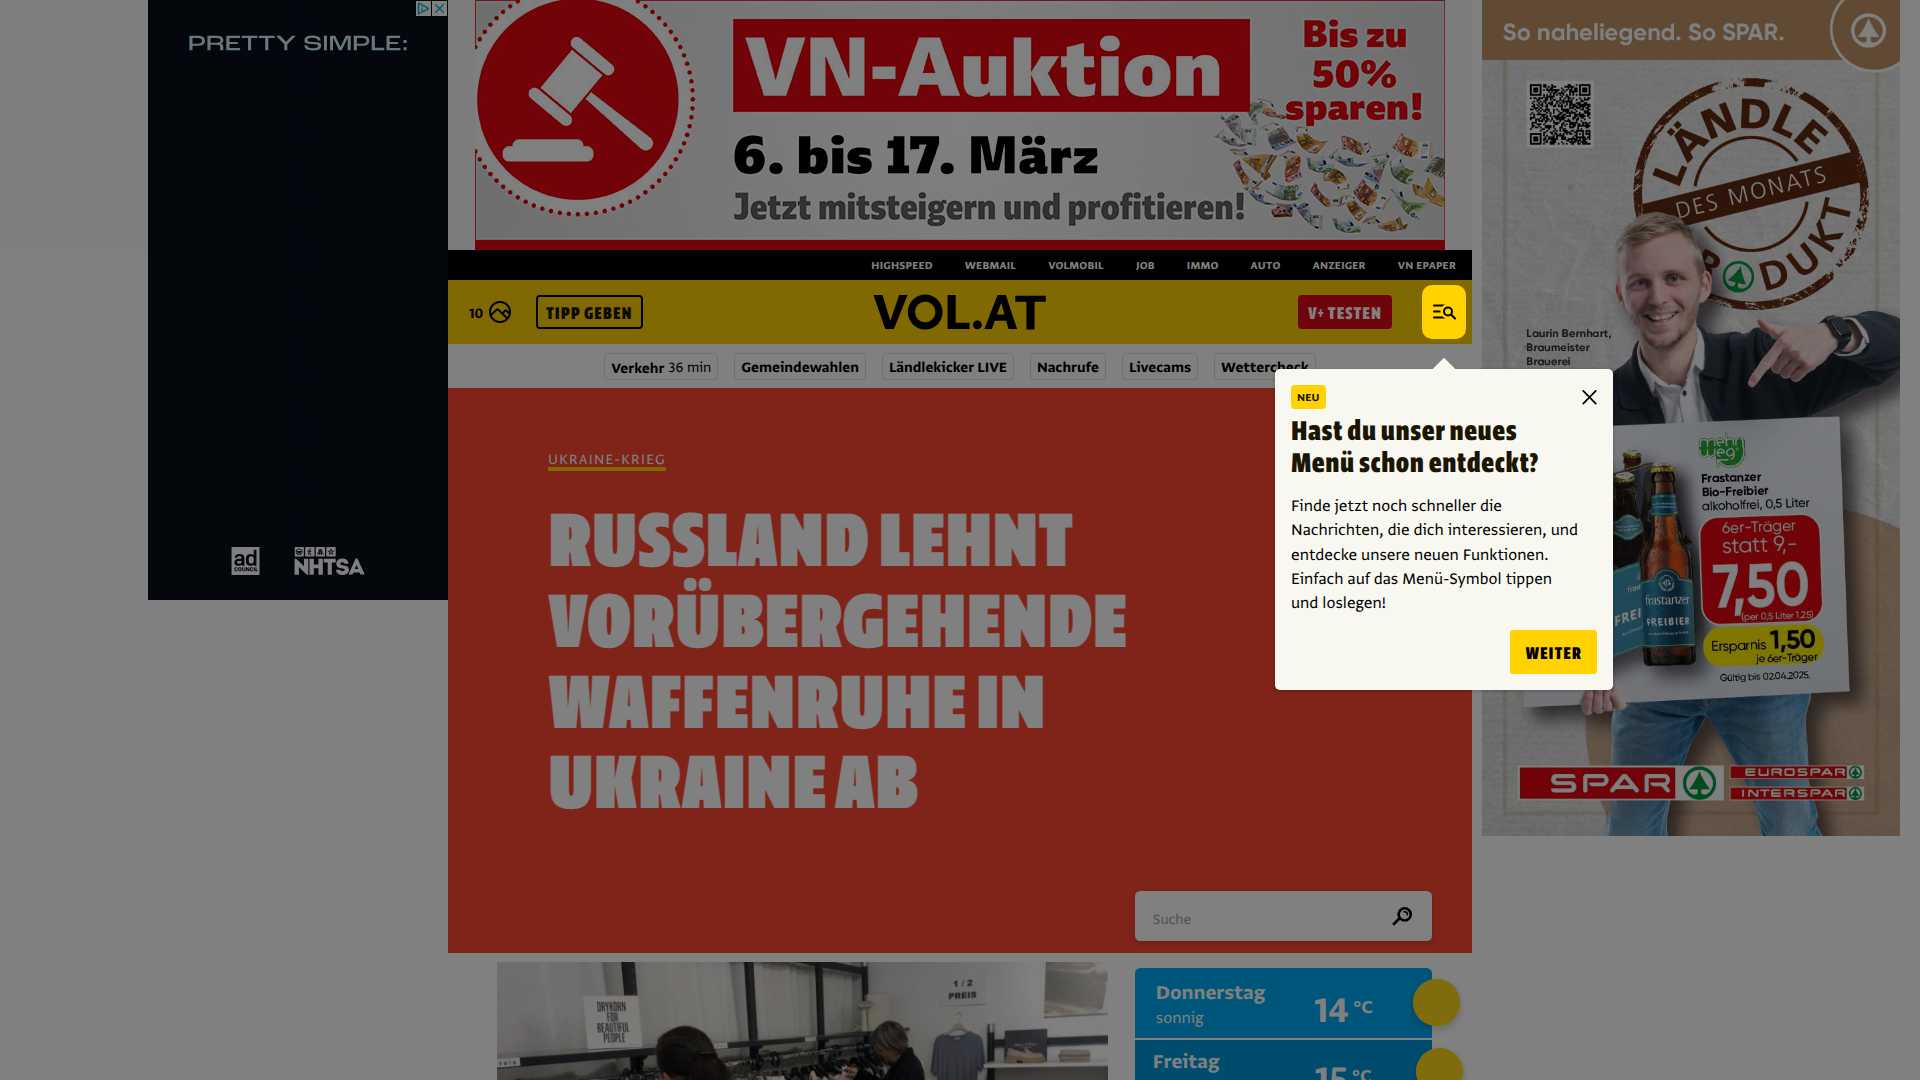 PRETTY SIMPLE:
ad
COUNCIL
NHTSA
VN-Auktion
6. bis 17. März
Jetzt mitsteigern und profitieren!
Bis zu
50%
sparen!
HIGHSPEED WEBMAIL VOLMOBIL JOB IMMO AUTO ANZEIGER VN EPAPER
10
TIPP GEBEN
VOL.AT
V+ TESTEN
Verkehr 36 min
Gemeindewahlen
Ländlekicker LIVE
Nachrufe
Livecams
Wettercheck
NEU
Hast du unser neues
Menü schon entdeckt?
Finde jetzt noch schneller die
Nachrichten, die dich interessieren, und
entdecke unsere neuen Funktionen.
Einfach auf das Menü-Symbol tippen
und loslegen!
WEITER
UKRAINE-KRIEG
RUSSLAND LEHNT
VORÜBERGEHENDE
WAFFENRUHE IN
UKRAINE AB
Suche
DRYKORN
FOR
BEAUTIFUL
PEOPLE
1/2
PREIS
Donnerstag
sonnig
14 °C
Freitag
15 °C
So naheliegend. So SPAR.
LÄNDLE
DES MONATS
PRODUKT
Laurin Bernhart,
Braumeister
Brauerei
mehr
weg
Frastanzer
Bio-Freibier
alkoholfrei, 0,5 Liter
6er-Träger
statt 9,-
7,50
(per 0,5 Liter 1,25)
Ersparnis 1,50
je 6er-Träger
Gültig bis 02.04.2025.
frastanzer
FREIBIER
SPAR
EUROSPAR
INTERSPAR